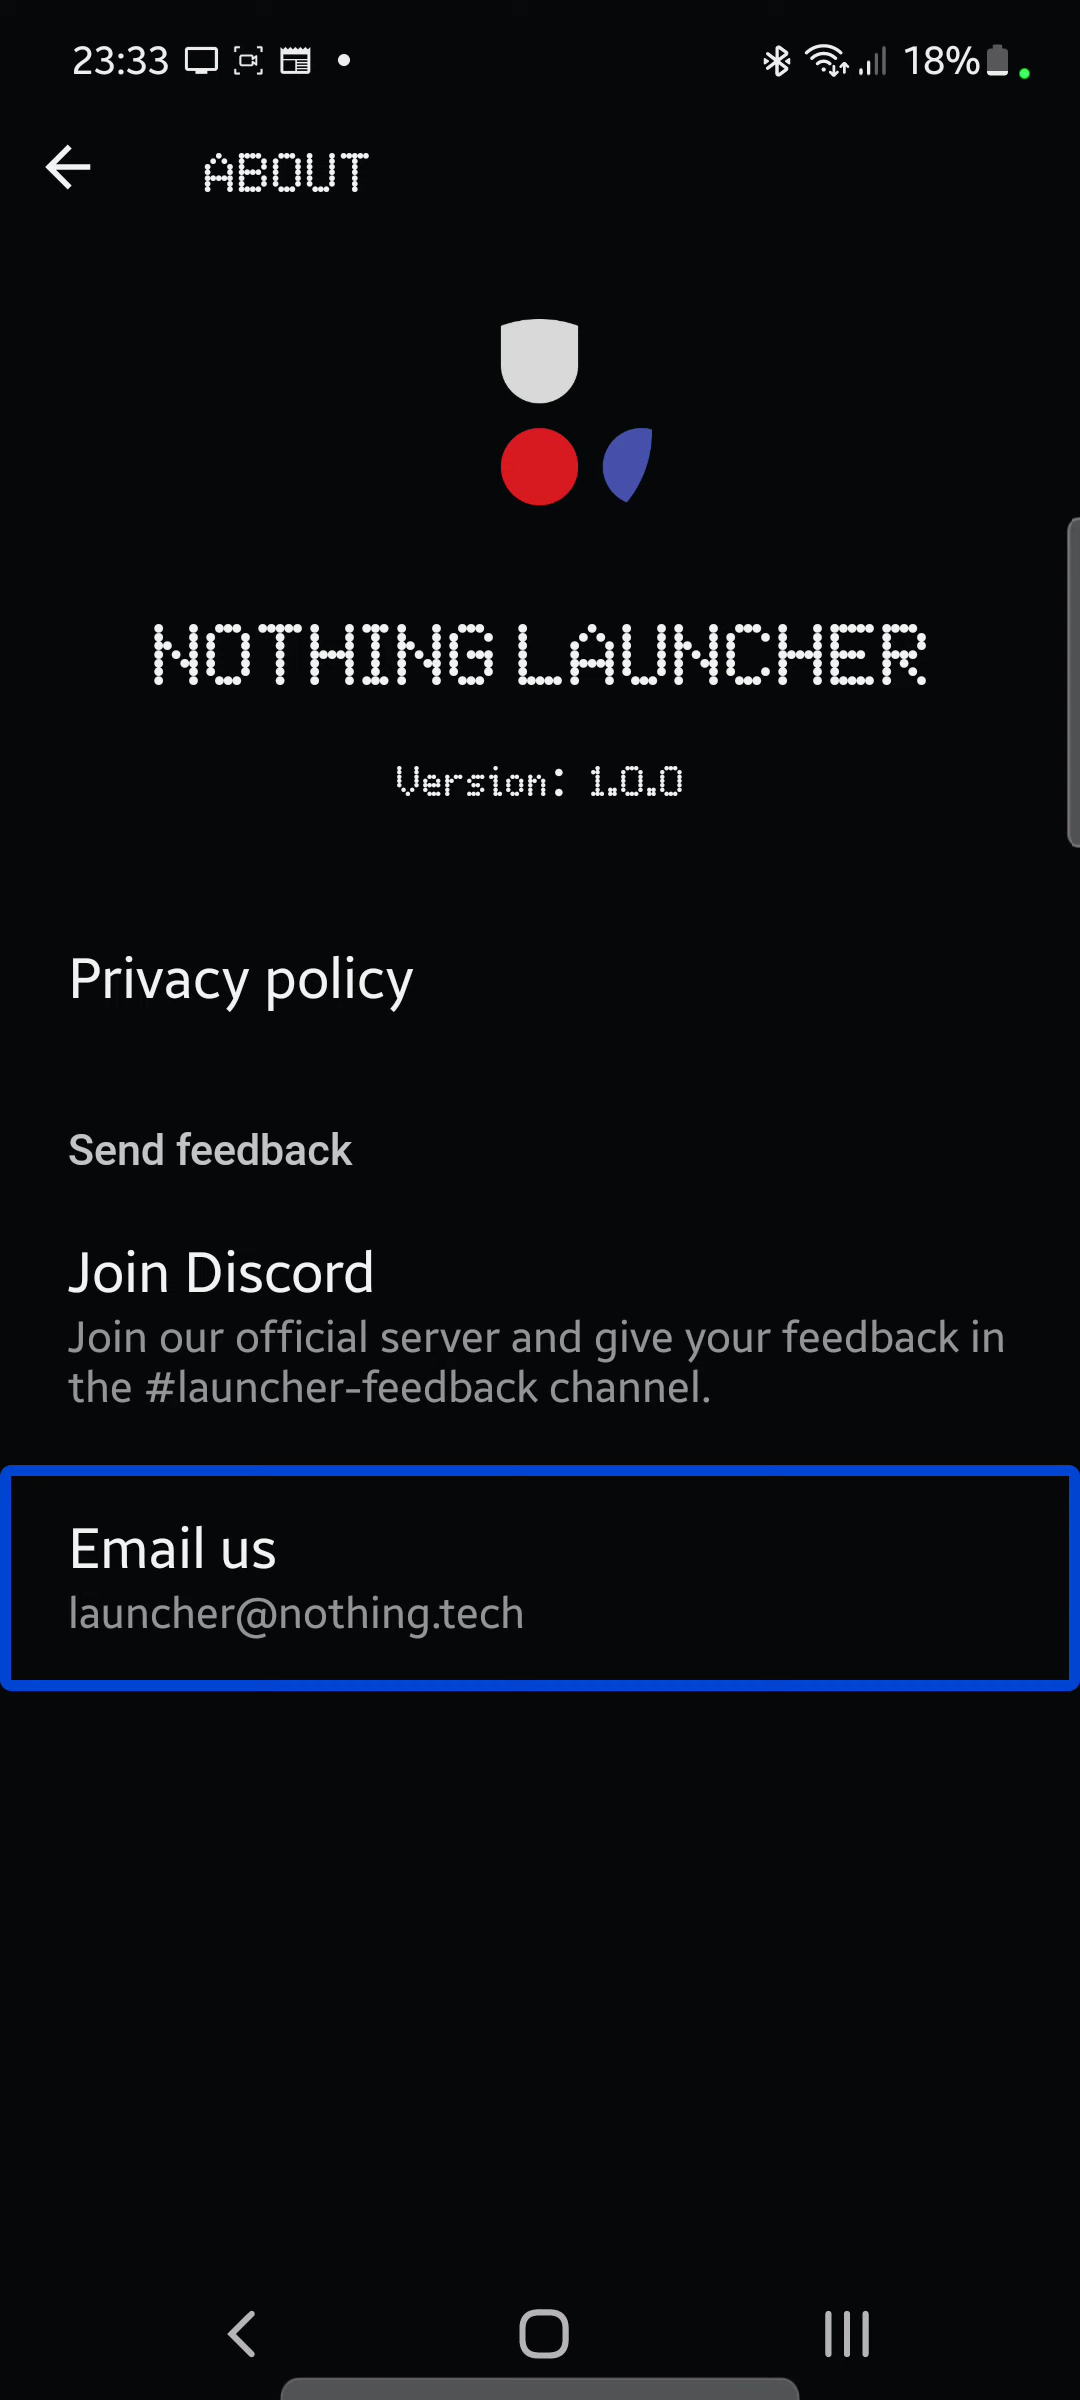 23:33
18%
ABOUT
NOTHING LAUNCHER
Version: 1.0.0
Privacy policy
Send feedback
Join Discord
Join our official server and give your feedback in
the #launcher-feedback channel.
Email us
launcher@nothing.tech